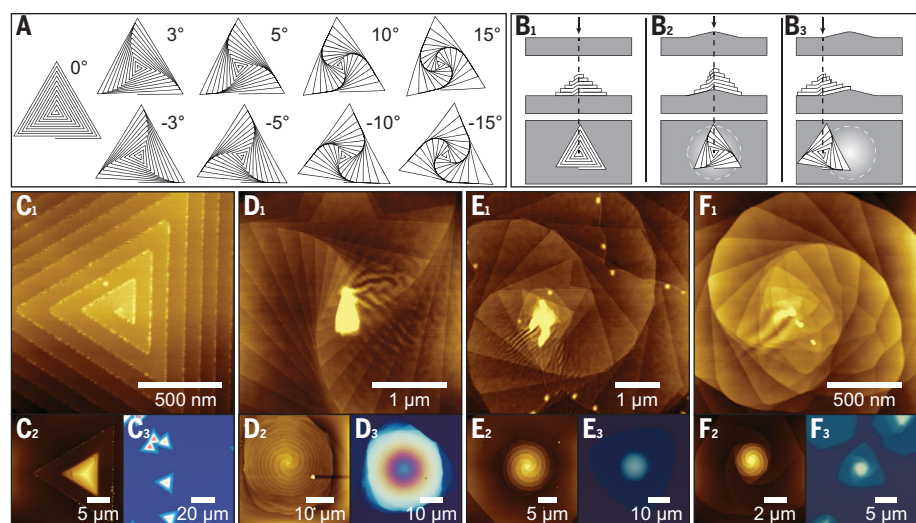 A
0°
3°
5°
10°
15°
-3°
-5°
-10°
-15°
B₁
B₂
B₃
C₁
500 nm
D₁
1 µm
E₁
1 µm
F₁
500 nm
C₂
5 µm
C₃
20 µm
D₂
10 µm
D₃
10 µm
E₂
5 µm
E₃
10 µm
F₂
2 µm
F₃
5 µm